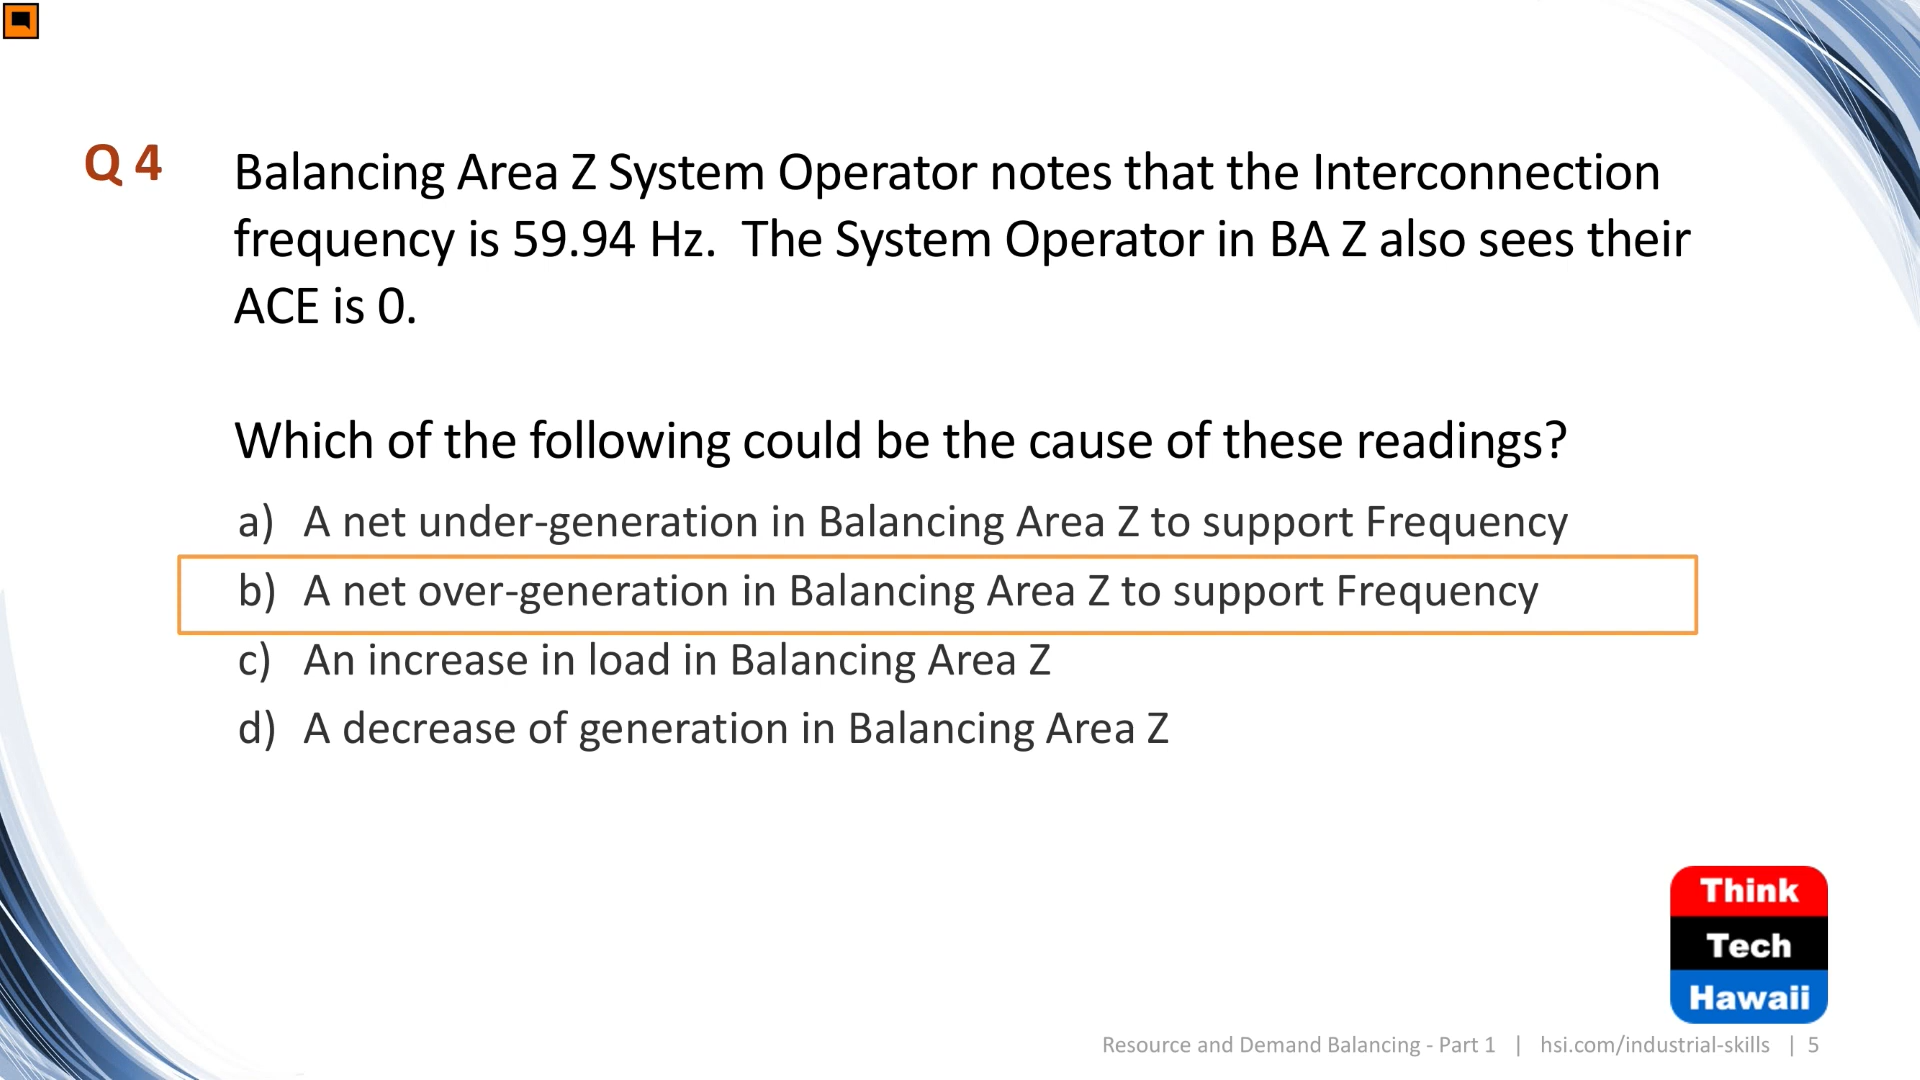 Q 4
Balancing Area Z System Operator notes that the Interconnection
frequency is 59.94 Hz.  The System Operator in BA Z also sees their
ACE is 0.
Which of the following could be the cause of these readings?
a) A net under-generation in Balancing Area Z to support Frequency
b) A net over-generation in Balancing Area Z to support Frequency
c) An increase in load in Balancing Area Z
d) A decrease of generation in Balancing Area Z
Think
Tech
Hawaii
Resource and Demand Balancing - Part 1 | hsi.com/industrial-skills | 5